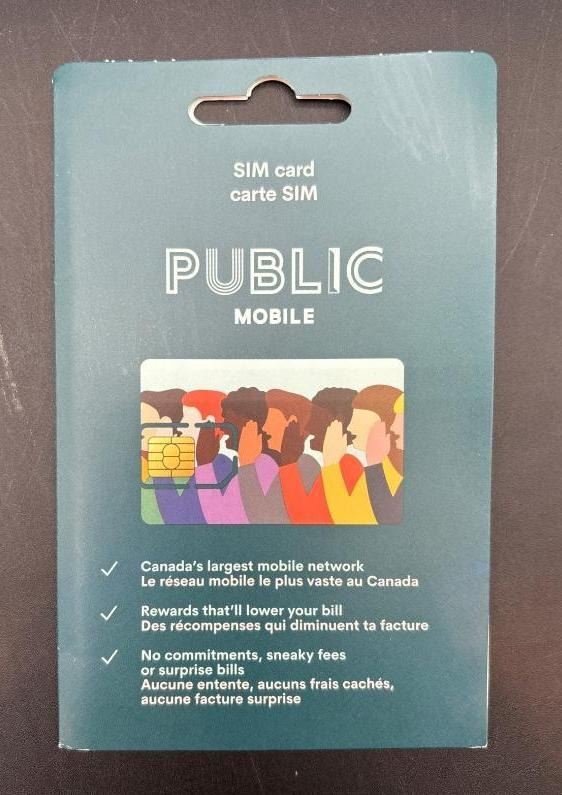 SIM card
carte SIM
PUBLIC
MOBILE
Canada's largest mobile network
Le réseau mobile le plus vaste au Canada
Rewards that'll lower your bill
Des récompenses qui diminuent ta facture
No commitments, sneaky fees
or surprise bills
Aucune entente, aucuns frais cachés,
aucune facture surprise